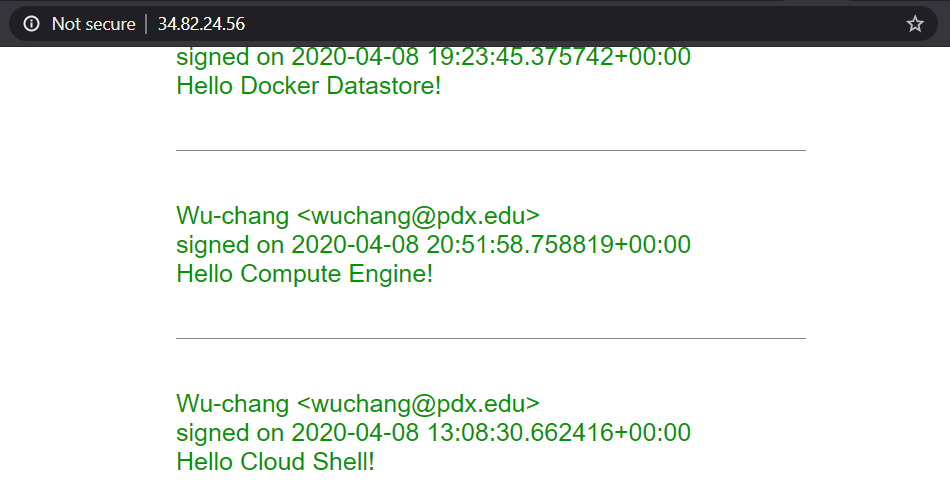 Not secure | 34.82.24.56
signed on 2020-04-08 19:23:45.375742+00:00
Hello Docker Datastore!
Wu-chang <wuchang@pdx.edu>
signed on 2020-04-08 20:51:58.758819+00:00
Hello Compute Engine!
Wu-chang <wuchang@pdx.edu>
signed on 2020-04-08 13:08:30.662416+00:00
Hello Cloud Shell!